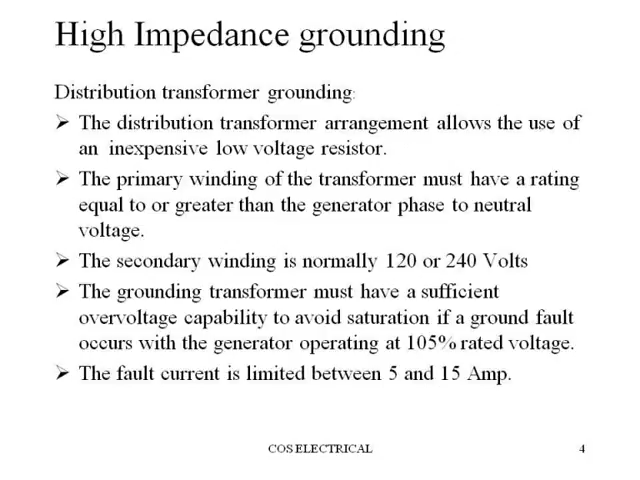 High Impedance grounding
Distribution transformer grounding:
➢ The distribution transformer arrangement allows the use of
an inexpensive low voltage resistor.
➢ The primary winding of the transformer must have a rating
equal to or greater than the generator phase to neutral
voltage.
➢ The secondary winding is normally 120 or 240 Volts
➢ The grounding transformer must have a sufficient
overvoltage capability to avoid saturation if a ground fault
occurs with the generator operating at 105% rated voltage.
➢ The fault current is limited between 5 and 15 Amp.
COS ELECTRICAL
4